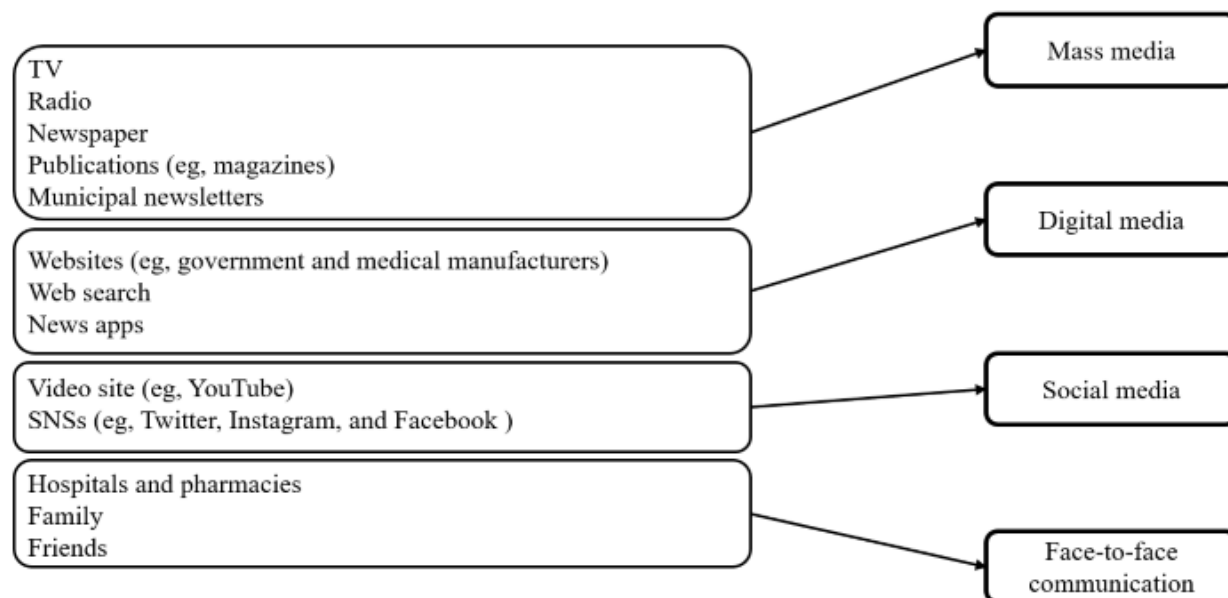 TV
Radio
Newspaper
Publications (eg, magazines)
Municipal newsletters
Mass media
Websites (eg, government and medical manufacturers)
Web search
News apps
Digital media
Video site (eg, YouTube)
SNSs (eg, Twitter, Instagram, and Facebook )
Social media
Hospitals and pharmacies
Family
Friends
Face-to-face
communication